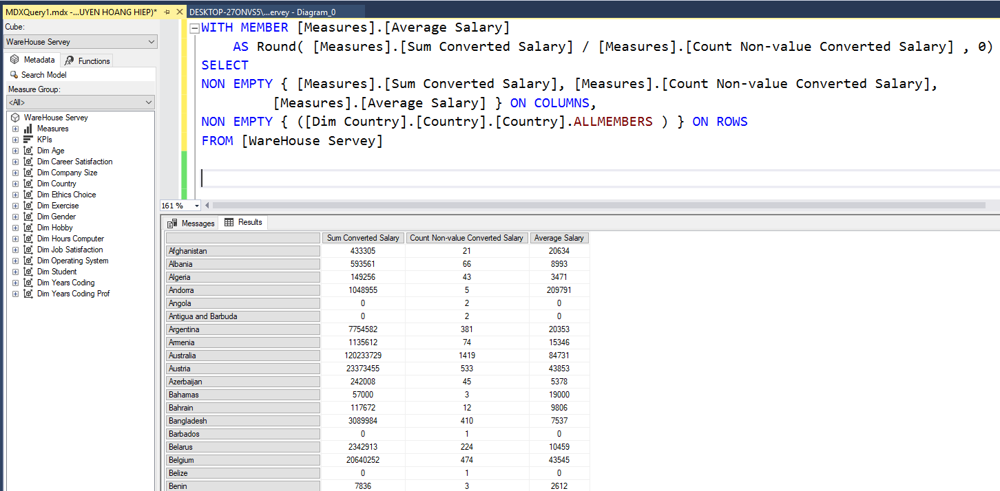 MDXQuery1.mdx -...UYEN HOANG HIEP)* DESKTOP-27ONVS5\...ervey - Diagram_0
Cube:
WareHouse Servey
Metadata Functions
Search Model
Measure Group:
<All>
WareHouse Servey
Measures
KPIs
Dim Age
Dim Career Satisfaction
Dim Company Size
Dim Country
Dim Ethics Choice
Dim Exercise
Dim Gender
Dim Hobby
Dim Hours Computer
Dim Job Satisfaction
Dim Operating System
Dim Student
Dim Years Coding
Dim Years Coding Prof
WITH MEMBER [Measures].[Average Salary]
AS Round( [Measures].[Sum Converted Salary] / [Measures].[Count Non-value Converted Salary] , 0)
SELECT
NON EMPTY { [Measures].[Sum Converted Salary], [Measures].[Count Non-value Converted Salary],
[Measures].[Average Salary] } ON COLUMNS,
NON EMPTY { ([Dim Country].[Country].[Country].ALLMEMBERS ) } ON ROWS
FROM [WareHouse Servey]
161 %
Messages Results
Sum Converted Salary Count Non-value Converted Salary Average Salary
Afghanistan 433305 21 20634
Albania 593561 66 8993
Algeria 149256 43 3471
Andorra 1048955 5 209791
Angola 0 2 0
Antigua and Barbuda 0 2 0
Argentina 7754582 381 20353
Armenia 1135612 74 15346
Australia 120233729 1419 84731
Austria 23373455 533 43853
Azerbaijan 242008 45 5378
Bahamas 57000 3 19000
Bahrain 117672 12 9806
Bangladesh 3089984 410 7537
Barbados 0 1 0
Belarus 2342913 224 10459
Belgium 20640252 474 43545
Belize 0 1 0
Benin 7836 3 2612